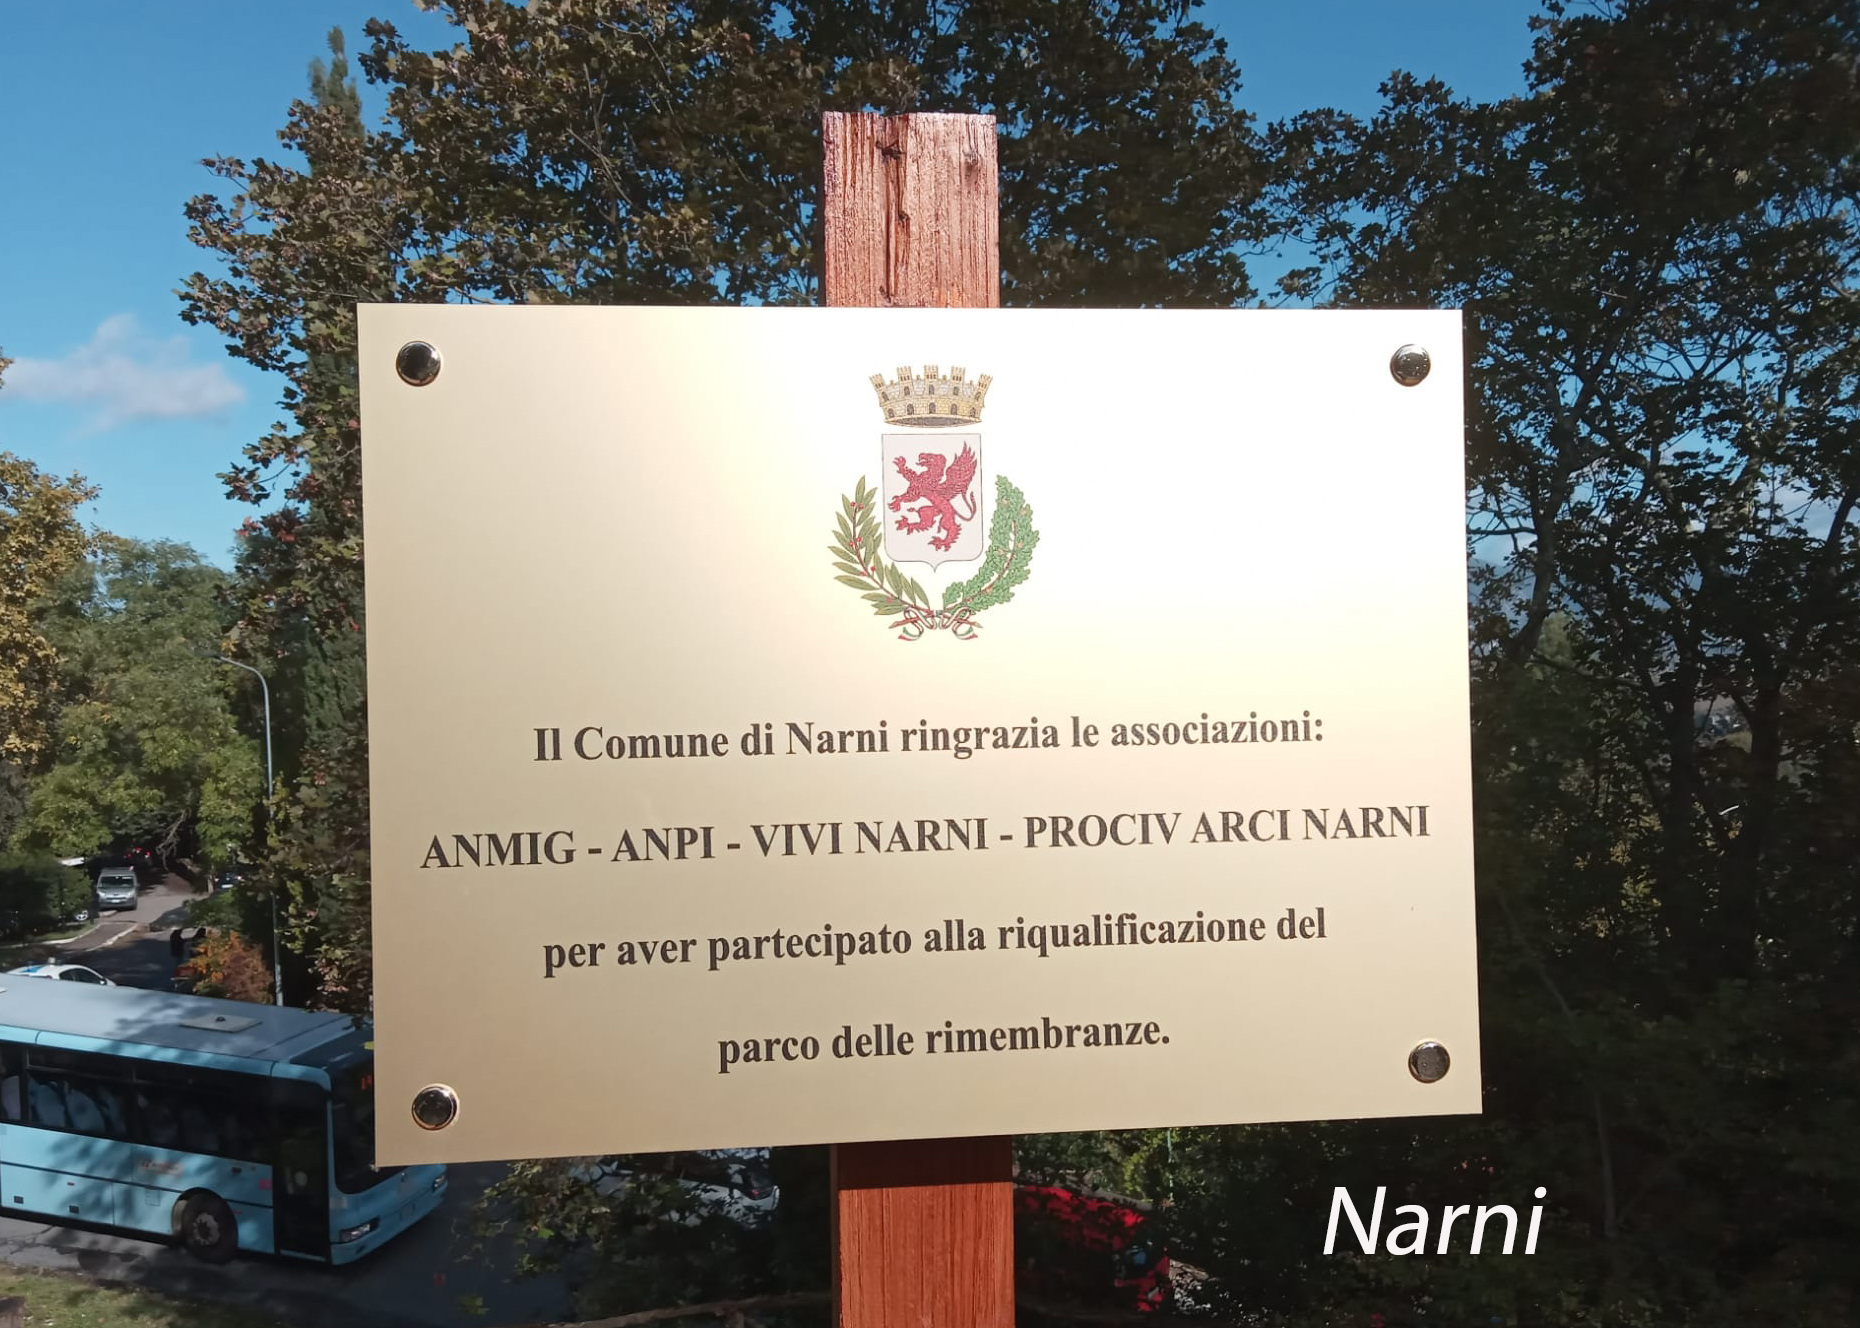 Il Comune di Narni ringrazia le associazioni:
ANMIG - ANPI - VIVI NARNI - PROCIV ARCI NARNI
per aver partecipato alla riqualificazione del
parco delle rimembranze.
Narni